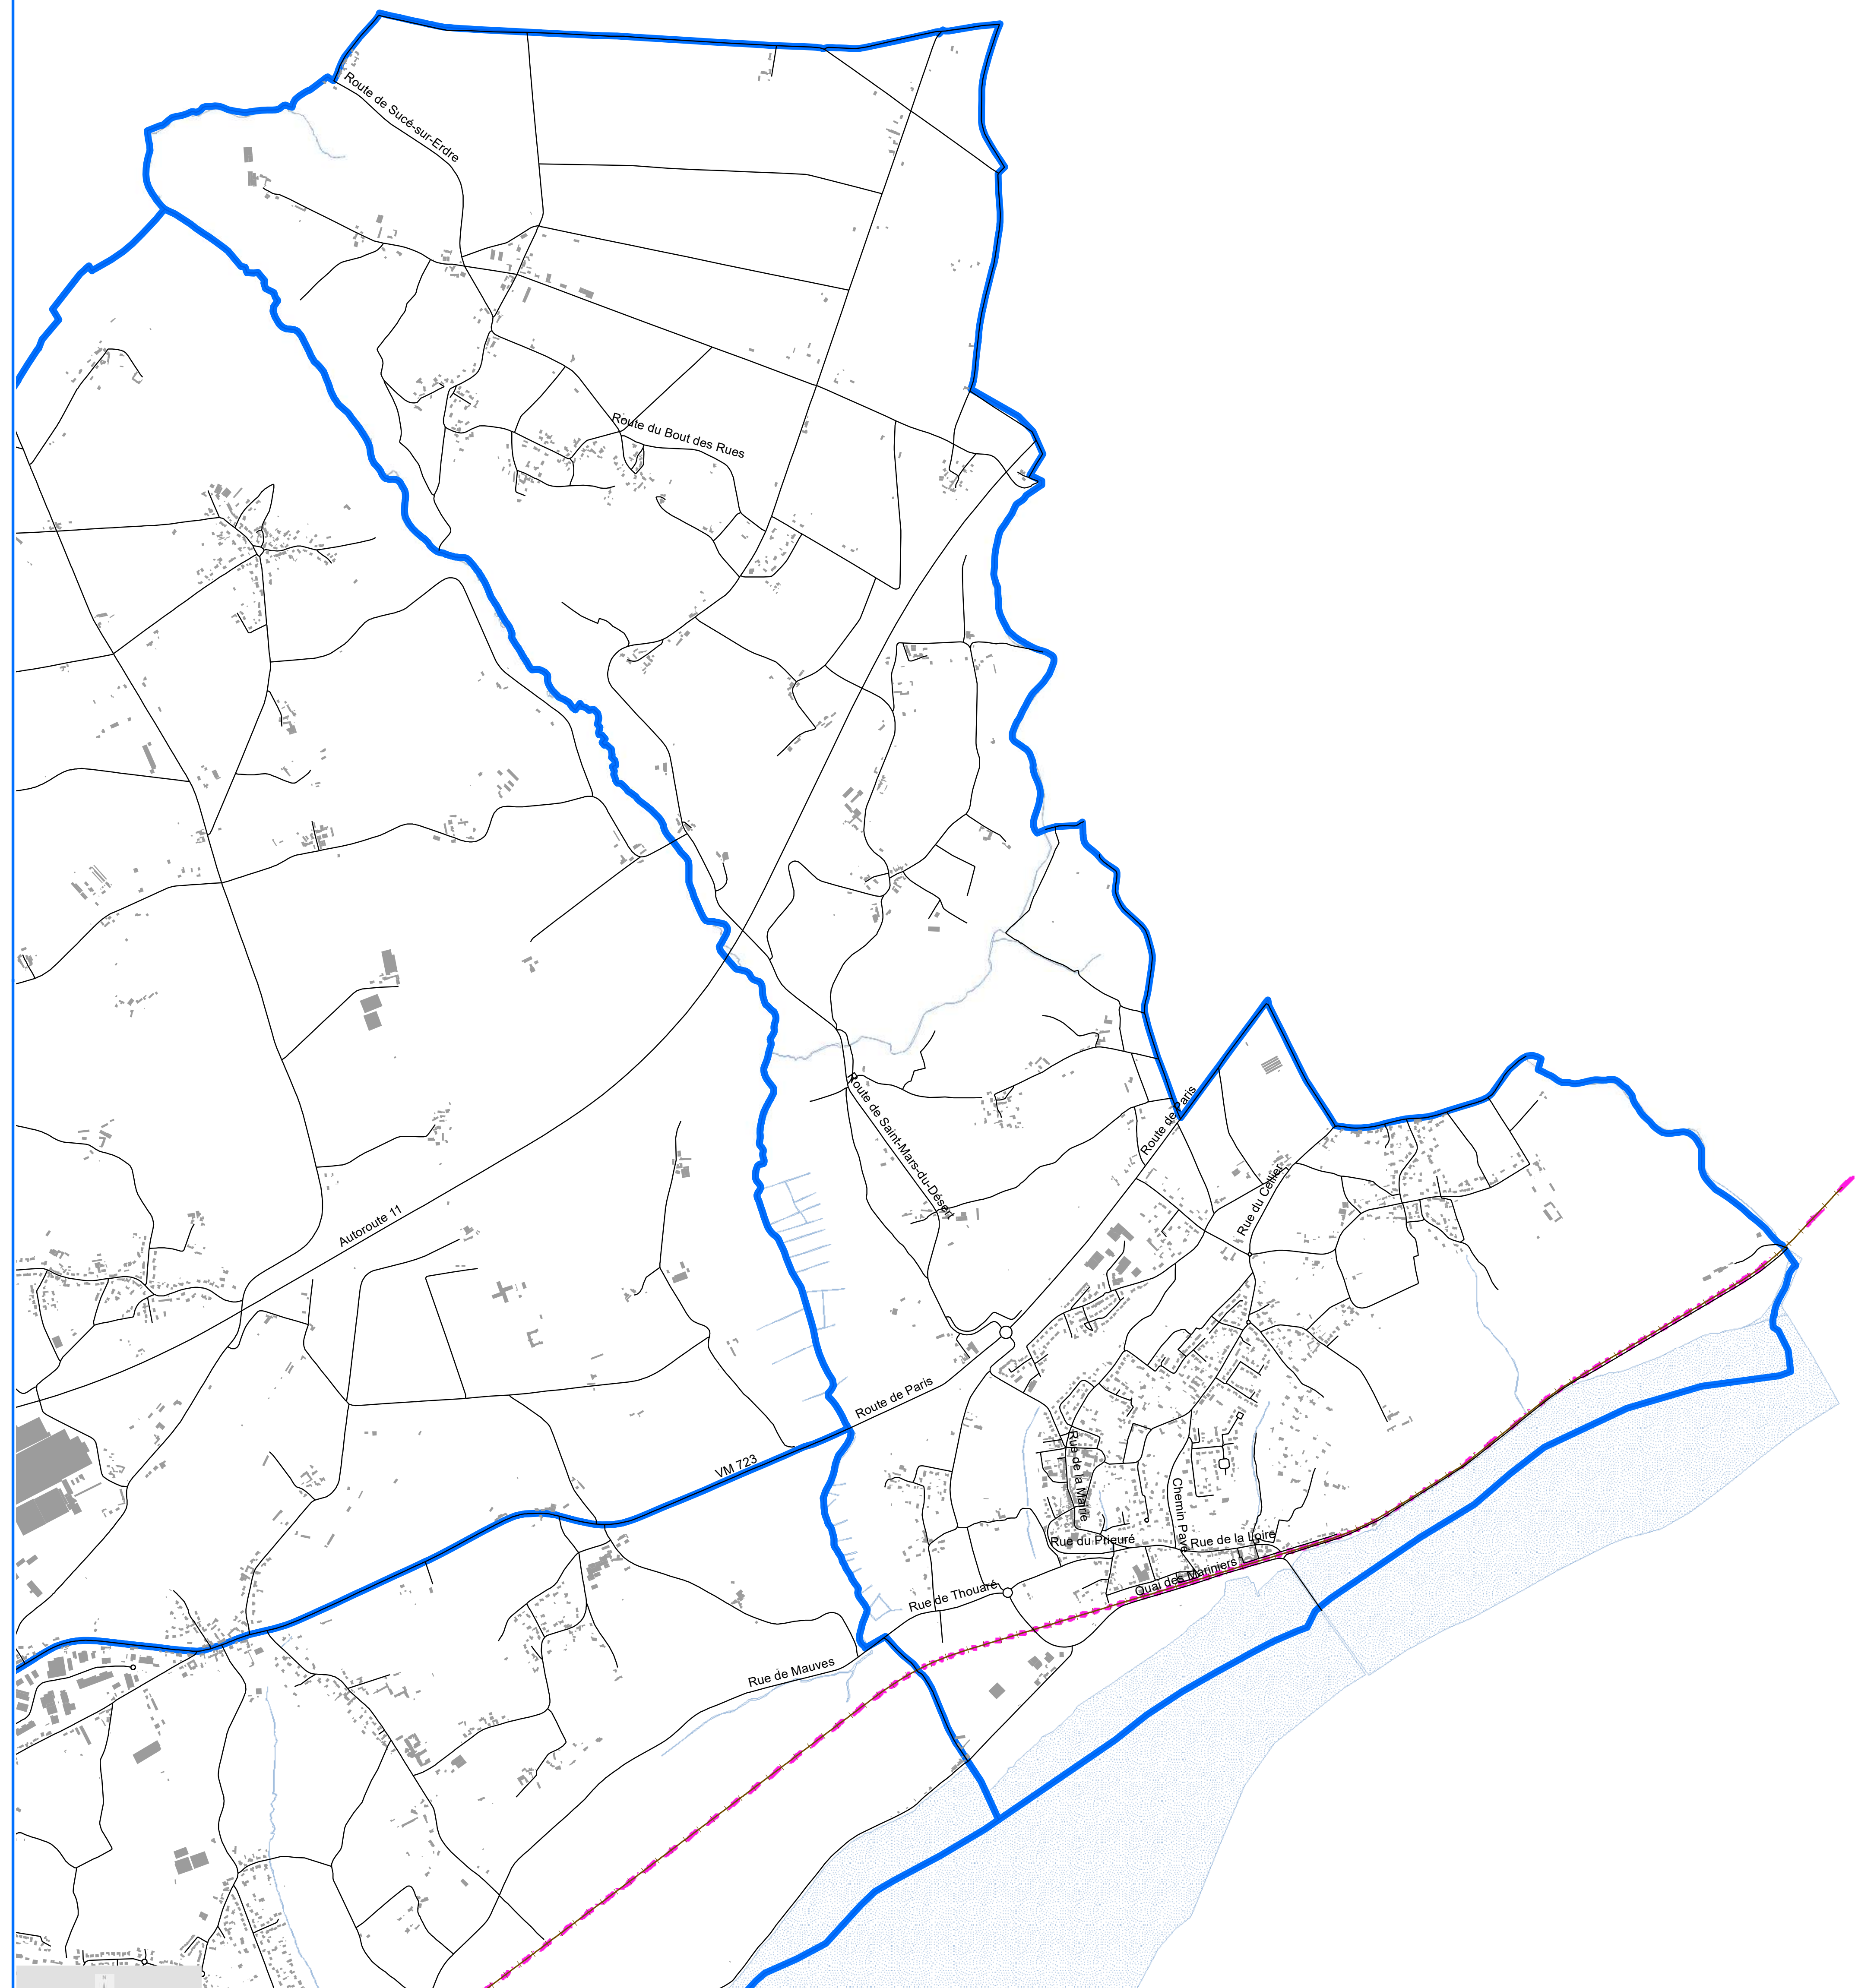 Route de Sucé-sur-Erdre
Route du Bout des Rues
Route de Saint-Mars-du-Désert
Route de Paris
Rue du Cellier
Autoroute 11
Route de Paris
VM 723
Rue de la Mairie
Chemin Pavé
Rue du Prieuré
Rue de la Loire
Quai des Mariniers
Rue de Thouaré
Rue de Mauves